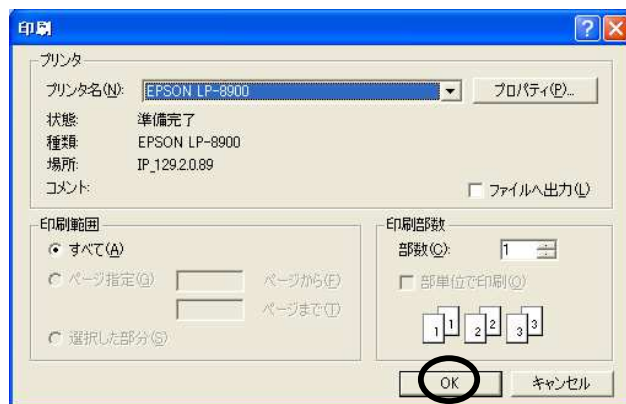 印刷
プリンタ
プリンタ名(N): EPSON LP-8900 プロパティ(P)...
状態: 準備完了
種類: EPSON LP-8900
場所: IP_129.2.0.89
コメント: ファイルへ出力(L)
印刷範囲
すべて(A)
ページ指定(G) ページから(F)
ページまで(T)
選択した部分(S)
印刷部数
部数(C): 1
部単位で印刷(O)
1 1 2 2 3 3
OK キャンセル